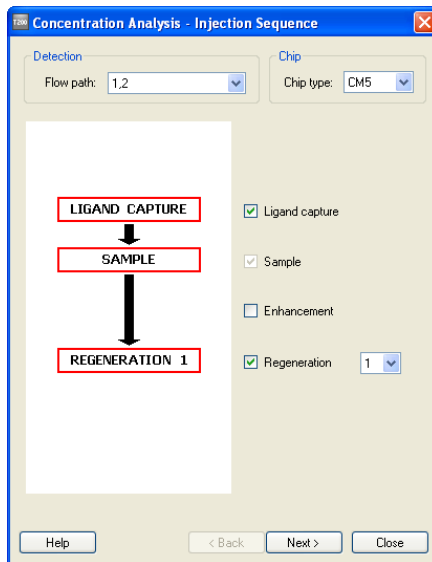 T200 Concentration Analysis - Injection Sequence
Detection
Flow path: 1,2
Chip
Chip type: CM5
LIGAND CAPTURE
Ligand capture
SAMPLE
Sample
Enhancement
REGENERATION 1
Regeneration 1
Help
< Back
Next >
Close